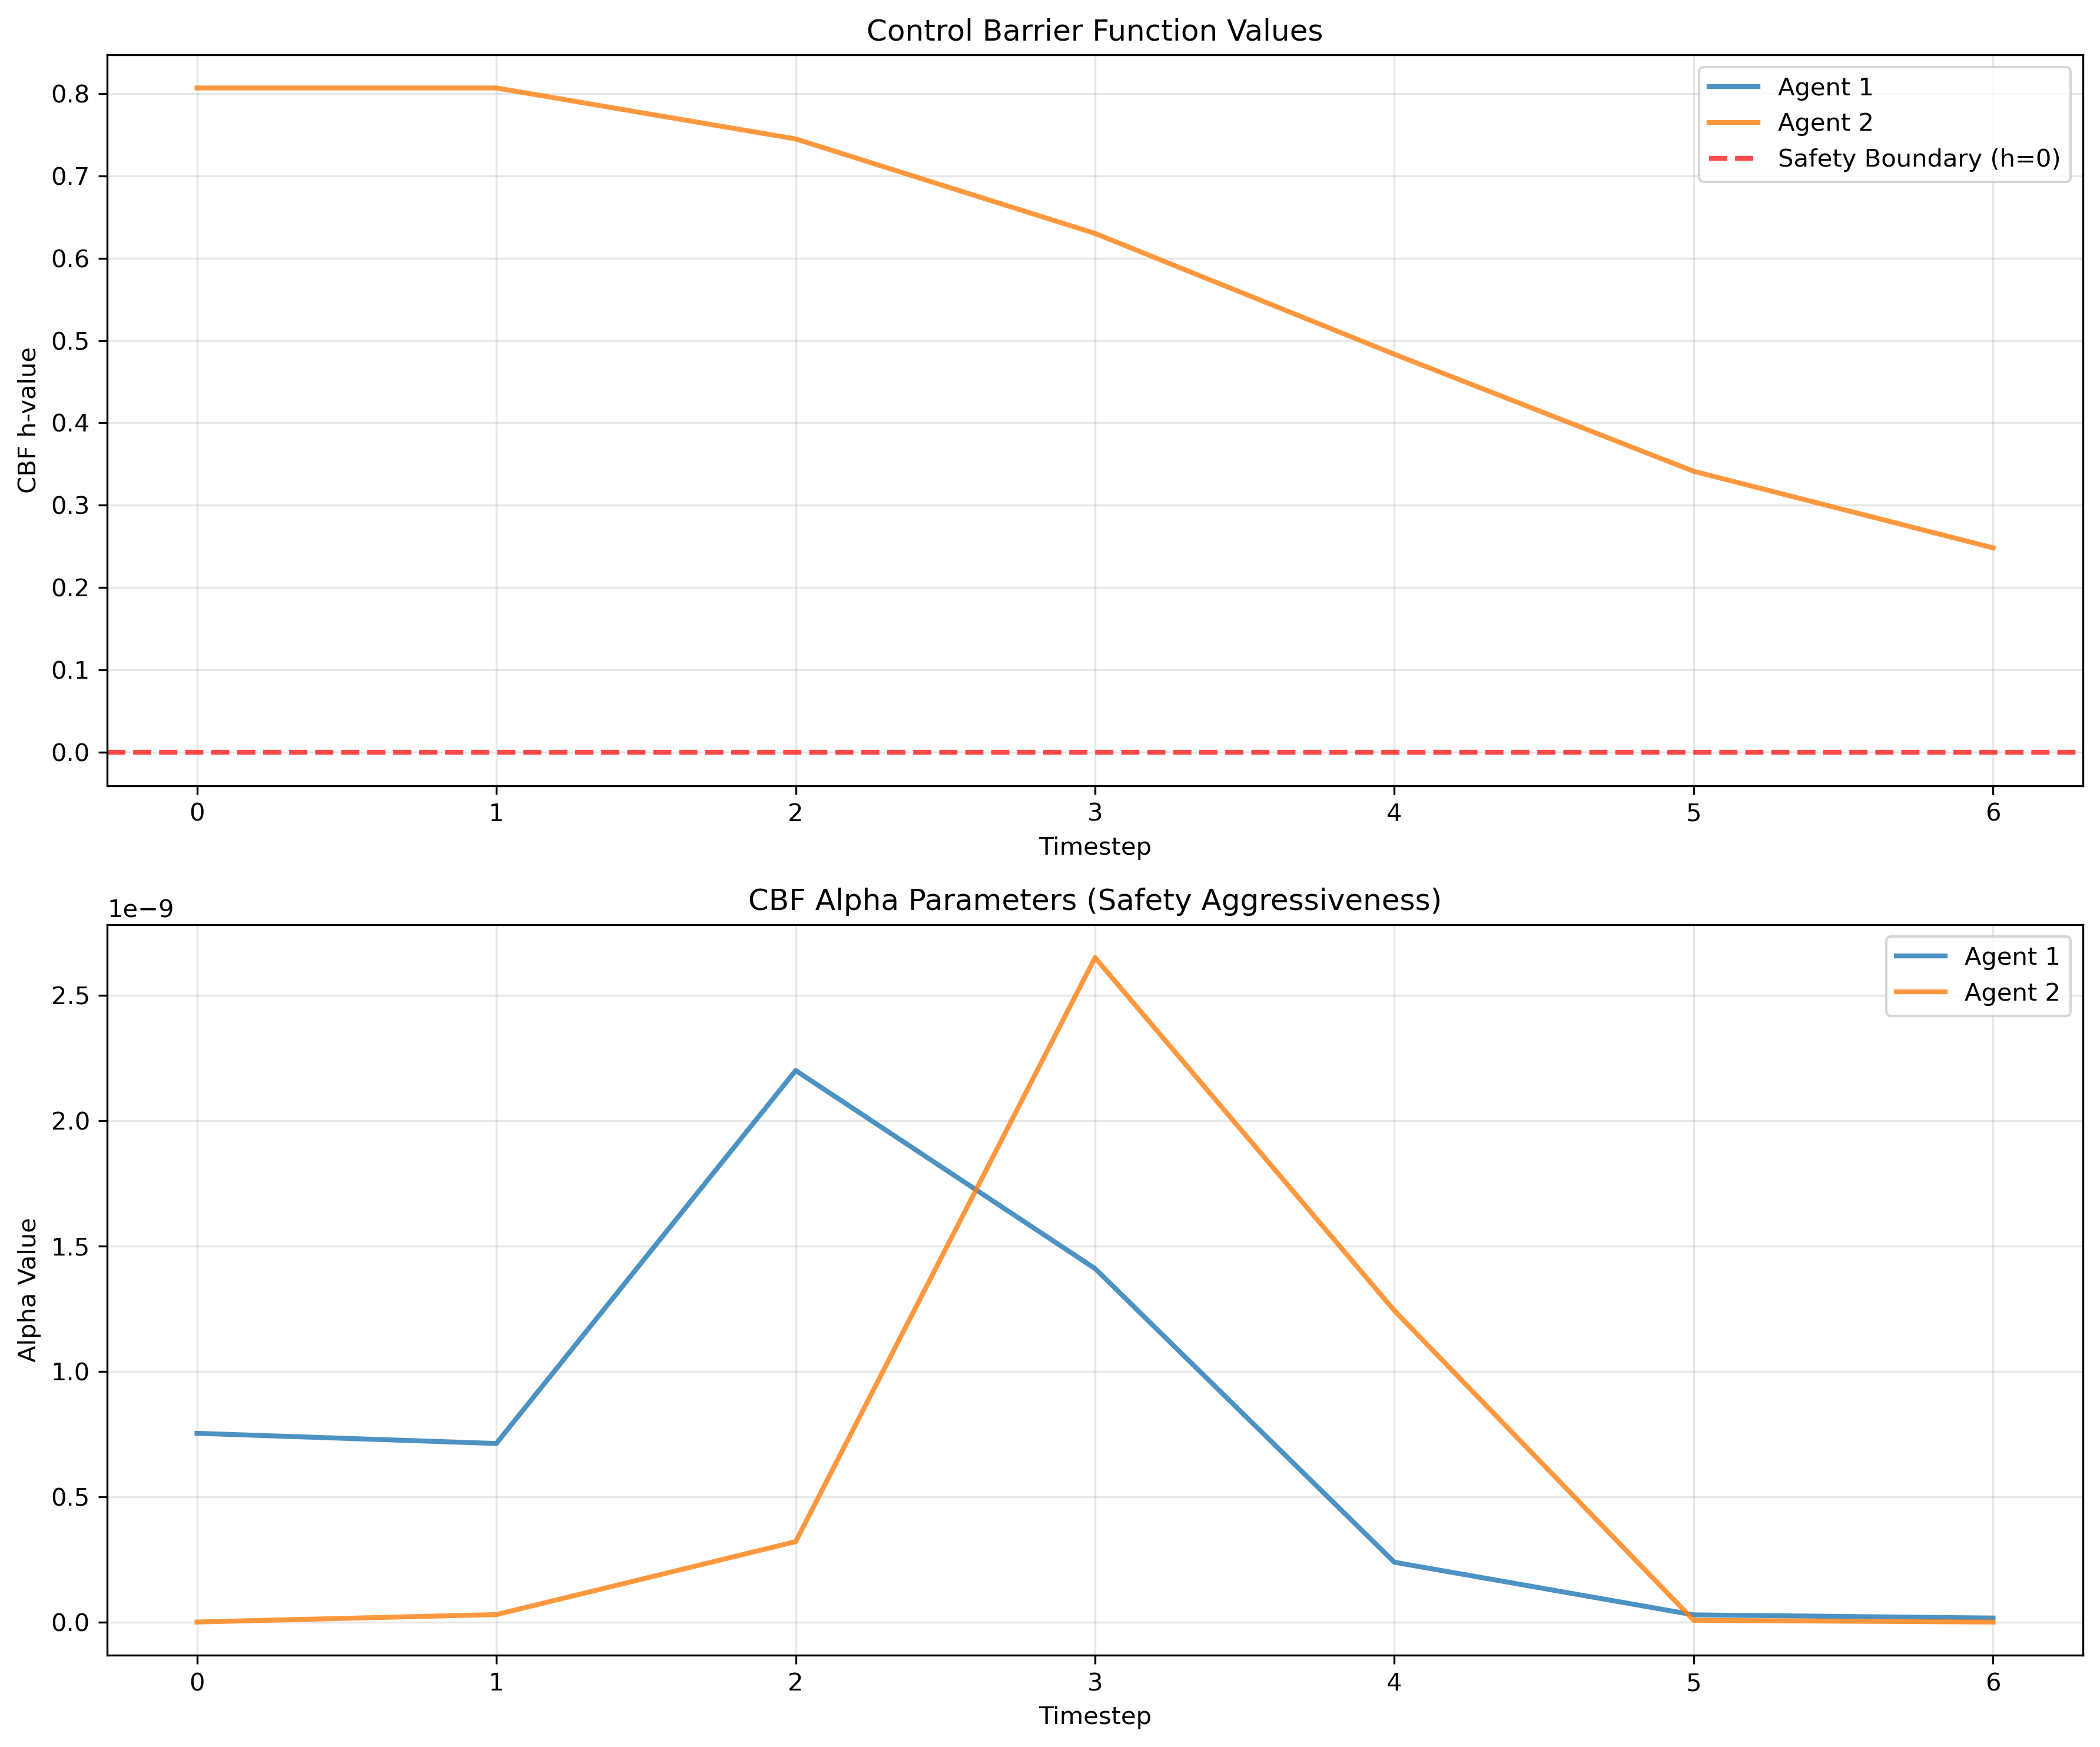 Control Barrier Function Values
Agent 1
Agent 2
Safety Boundary (h=0)
CBF h-value
0.8
0.7
0.6
0.5
0.4
0.3
0.2
0.1
0.0
0 1 2 3 4 5 6
Timestep
CBF Alpha Parameters (Safety Aggressiveness)
1e−9
Agent 1
Agent 2
Alpha Value
2.5
2.0
1.5
1.0
0.5
0.0
0 1 2 3 4 5 6
Timestep